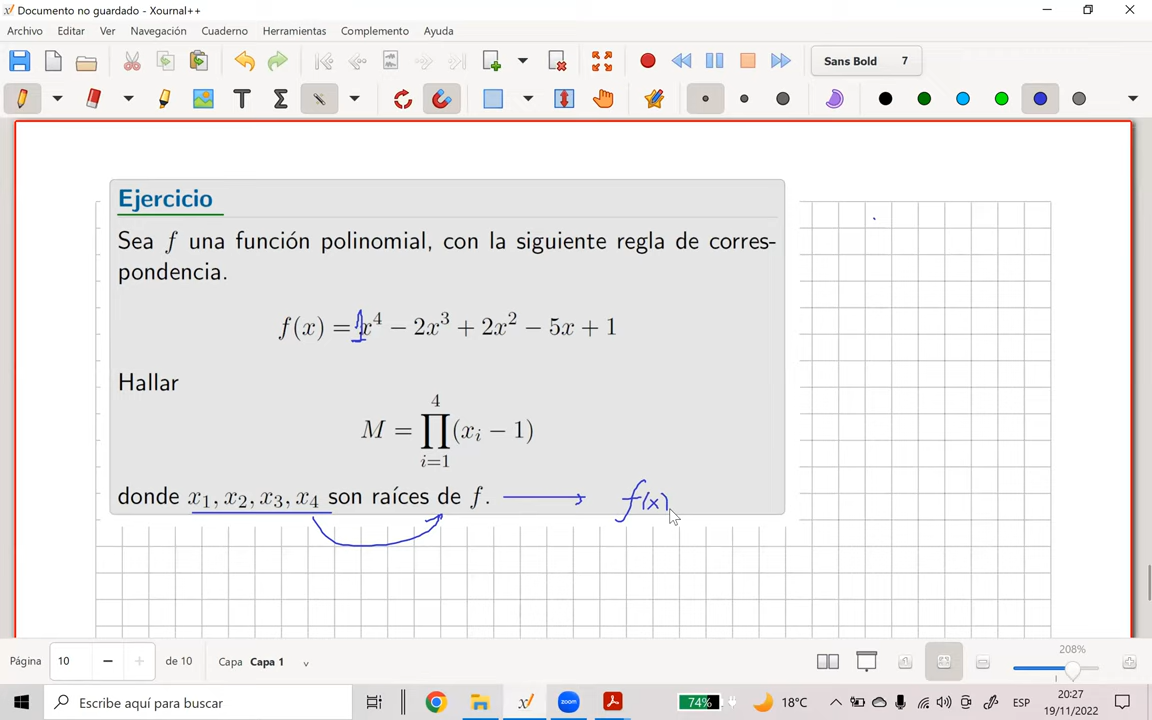 Documento no guardado - Xournal++
Archivo Editar Ver Navegación Cuaderno Herramientas Complemento Ayuda
Sans Bold 7
Ejercicio
Sea f una función polinomial, con la siguiente regla de corres-
pondencia.
f(x) = 1x⁴ − 2x³ + 2x² − 5x + 1
Hallar
4
M = ∏ (xᵢ − 1)
i=1
donde x₁, x₂, x₃, x₄ son raíces de f. ⟶ f(x)
Página 10 de 10 Capa Capa 1
208%
Escribe aquí para buscar
zoom
74%
18°C
ESP
20:27
19/11/2022